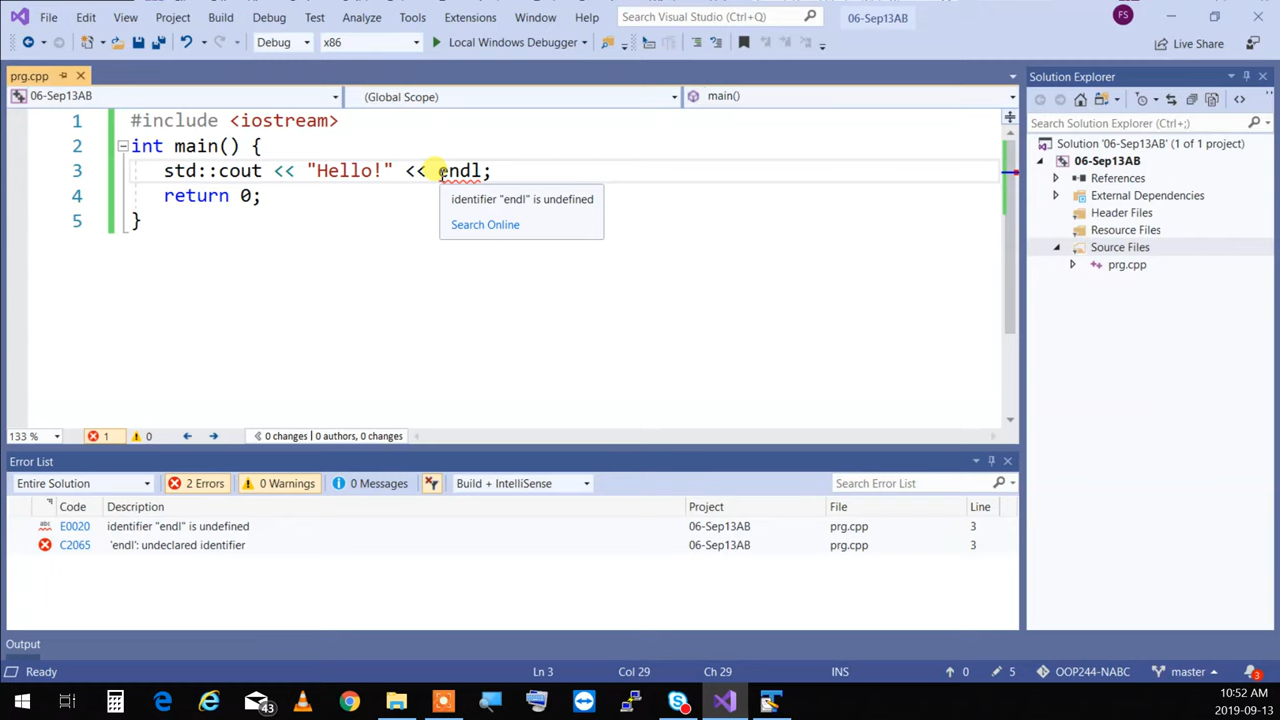 File Edit View Project Build Debug Test Analyze Tools Extensions Window Help Search Visual Studio (Ctrl+Q) 06-Sep13AB FS
Debug x86 Local Windows Debugger Live Share
prg.cpp
06-Sep13AB (Global Scope) main()
1 #include <iostream>
2 int main() {
3 std::cout << "Hello!" << endl;
4 return 0;
5 }
identifier "endl" is undefined
Search Online
133 % 1 0 0 changes | 0 authors, 0 changes
Error List
Entire Solution 2 Errors 0 Warnings 0 Messages Build + IntelliSense Search Error List
Code Description Project File Line
abc E0020 identifier "endl" is undefined 06-Sep13AB prg.cpp 3
C2065 'endl': undeclared identifier 06-Sep13AB prg.cpp 3
Output
Solution Explorer
Search Solution Explorer (Ctrl+;)
Solution '06-Sep13AB' (1 of 1 project)
06-Sep13AB
References
External Dependencies
Header Files
Resource Files
Source Files
prg.cpp
Ready Ln 3 Col 29 Ch 29 INS 0 5 OOP244-NABC master 3
43
10:52 AM
2019-09-13